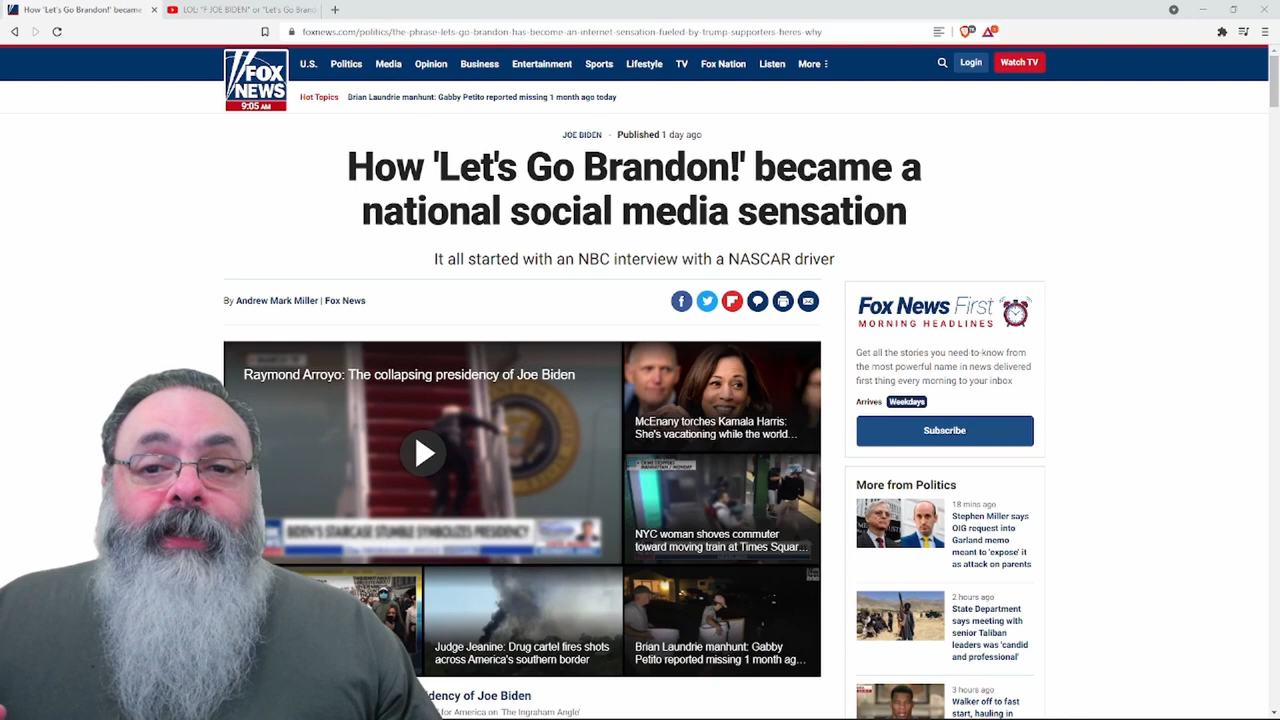 How 'Let's Go Brandon!' became
LOL: "F JOE BIDEN" or "Let's Go Brand
foxnews.com/politics/the-phrase-lets-go-brandon-has-become-an-internet-sensation-fueled-by-trump-supporters-heres-why
FOX
NEWS
9:05 AM
U.S. Politics Media Opinion Business Entertainment Sports Lifestyle TV Fox Nation Listen More
Login
Watch TV
Hot Topics Brian Laundrie manhunt: Gabby Petito reported missing 1 month ago today
JOE BIDEN · Published 1 day ago
How 'Let's Go Brandon!' became a
national social media sensation
It all started with an NBC interview with a NASCAR driver
By Andrew Mark Miller | Fox News
Raymond Arroyo: The collapsing presidency of Joe Biden
McEnany torches Kamala Harris:
She's vacationing while the world...
NYC woman shoves commuter
toward moving train at Times Squar...
Judge Jeanine: Drug cartel fires shots
across America's southern border
Brian Laundrie manhunt: Gabby
Petito reported missing 1 month ag...
dency of Joe Biden
for America on 'The Ingraham Angle'
Fox News First
MORNING HEADLINES
Get all the stories you need-to-know from
the most powerful name in news delivered
first thing every morning to your inbox
Arrives Weekdays
Subscribe
More from Politics
18 mins ago
Stephen Miller says
OIG request into
Garland memo
meant to 'expose' it
as attack on parents
2 hours ago
State Department
says meeting with
senior Taliban
leaders was 'candid
and professional'
3 hours ago
Walker off to fast
start, hauling in